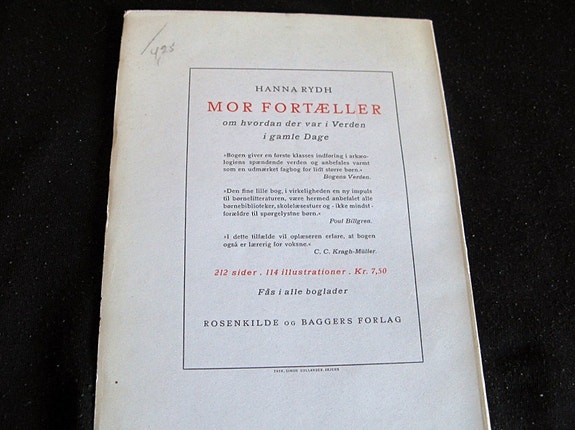 4,25
HANNA RYDH
MOR FORTÆLLER
om hvordan der var i Verden
i gamle Dage
»Bogen giver en første klasses indføring i arkæo-
logiens spændende verden og anbefales varmt
som en udmærket fagbog for lidt større børn.«
Bogens Verden.
»Den fine lille bog, i virkeligheden en ny impuls
til børnelitteraturen, være hermed anbefalet alle
børnebiblioteker, skolelæsestuer og - ikke mindst -
forældre til spørgelystne børn.«
Poul Billgren.
»I dette tilfælde vil oplæseren erfare, at bogen
også er lærerig for voksne.«
C. C. Kragh-Müller.
212 sider . 114 illustrationer . Kr. 7,50
Fås i alle boglader
ROSENKILDE OG BAGGERS FORLAG